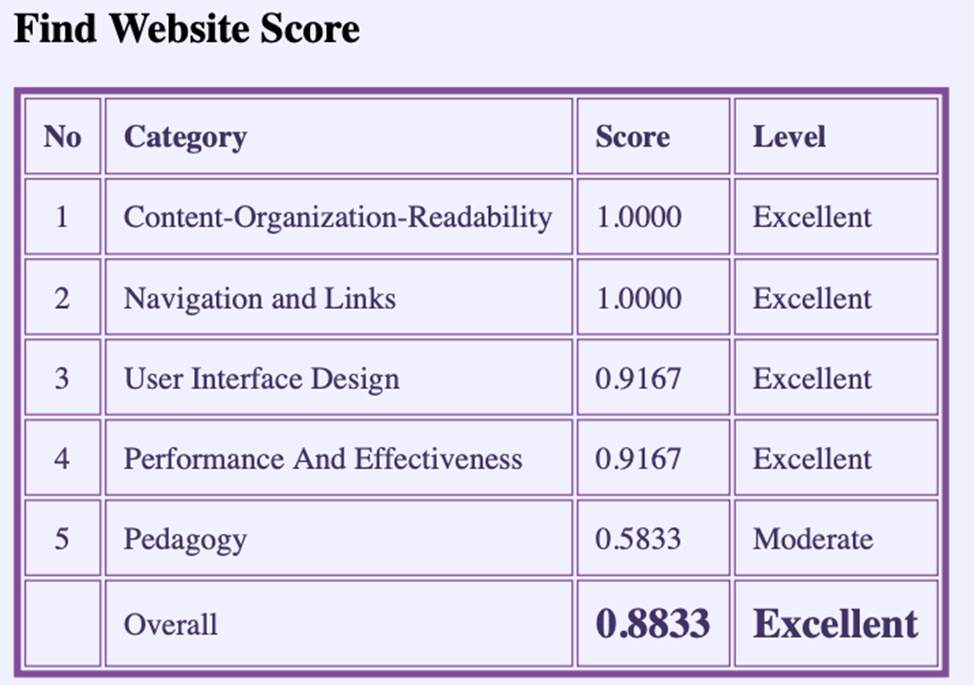 Find Website Score
No Category Score Level
1 Content-Organization-Readability 1.0000 Excellent
2 Navigation and Links 1.0000 Excellent
3 User Interface Design 0.9167 Excellent
4 Performance And Effectiveness 0.9167 Excellent
5 Pedagogy 0.5833 Moderate
Overall 0.8833 Excellent